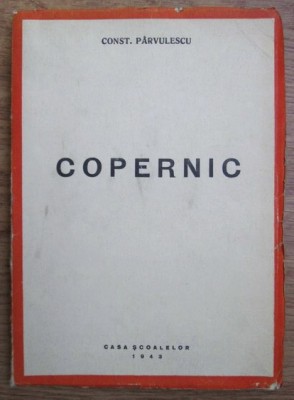 CONST. PÂRVULESCU
COPERNIC
CASA ȘCOALELOR
1943